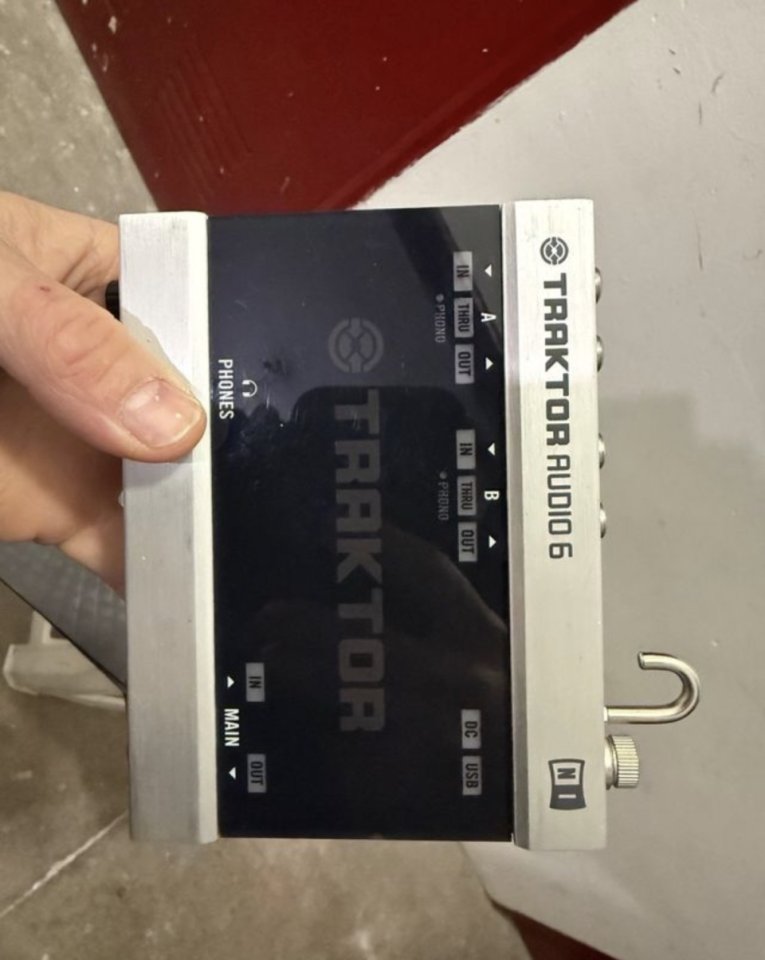 TRAKTOR AUDIO 6
NI
A
IN THRU OUT
PHONO
B
IN THRU OUT
PHONO
DC USB
TRAKTOR
PHONES
IN OUT
MAIN